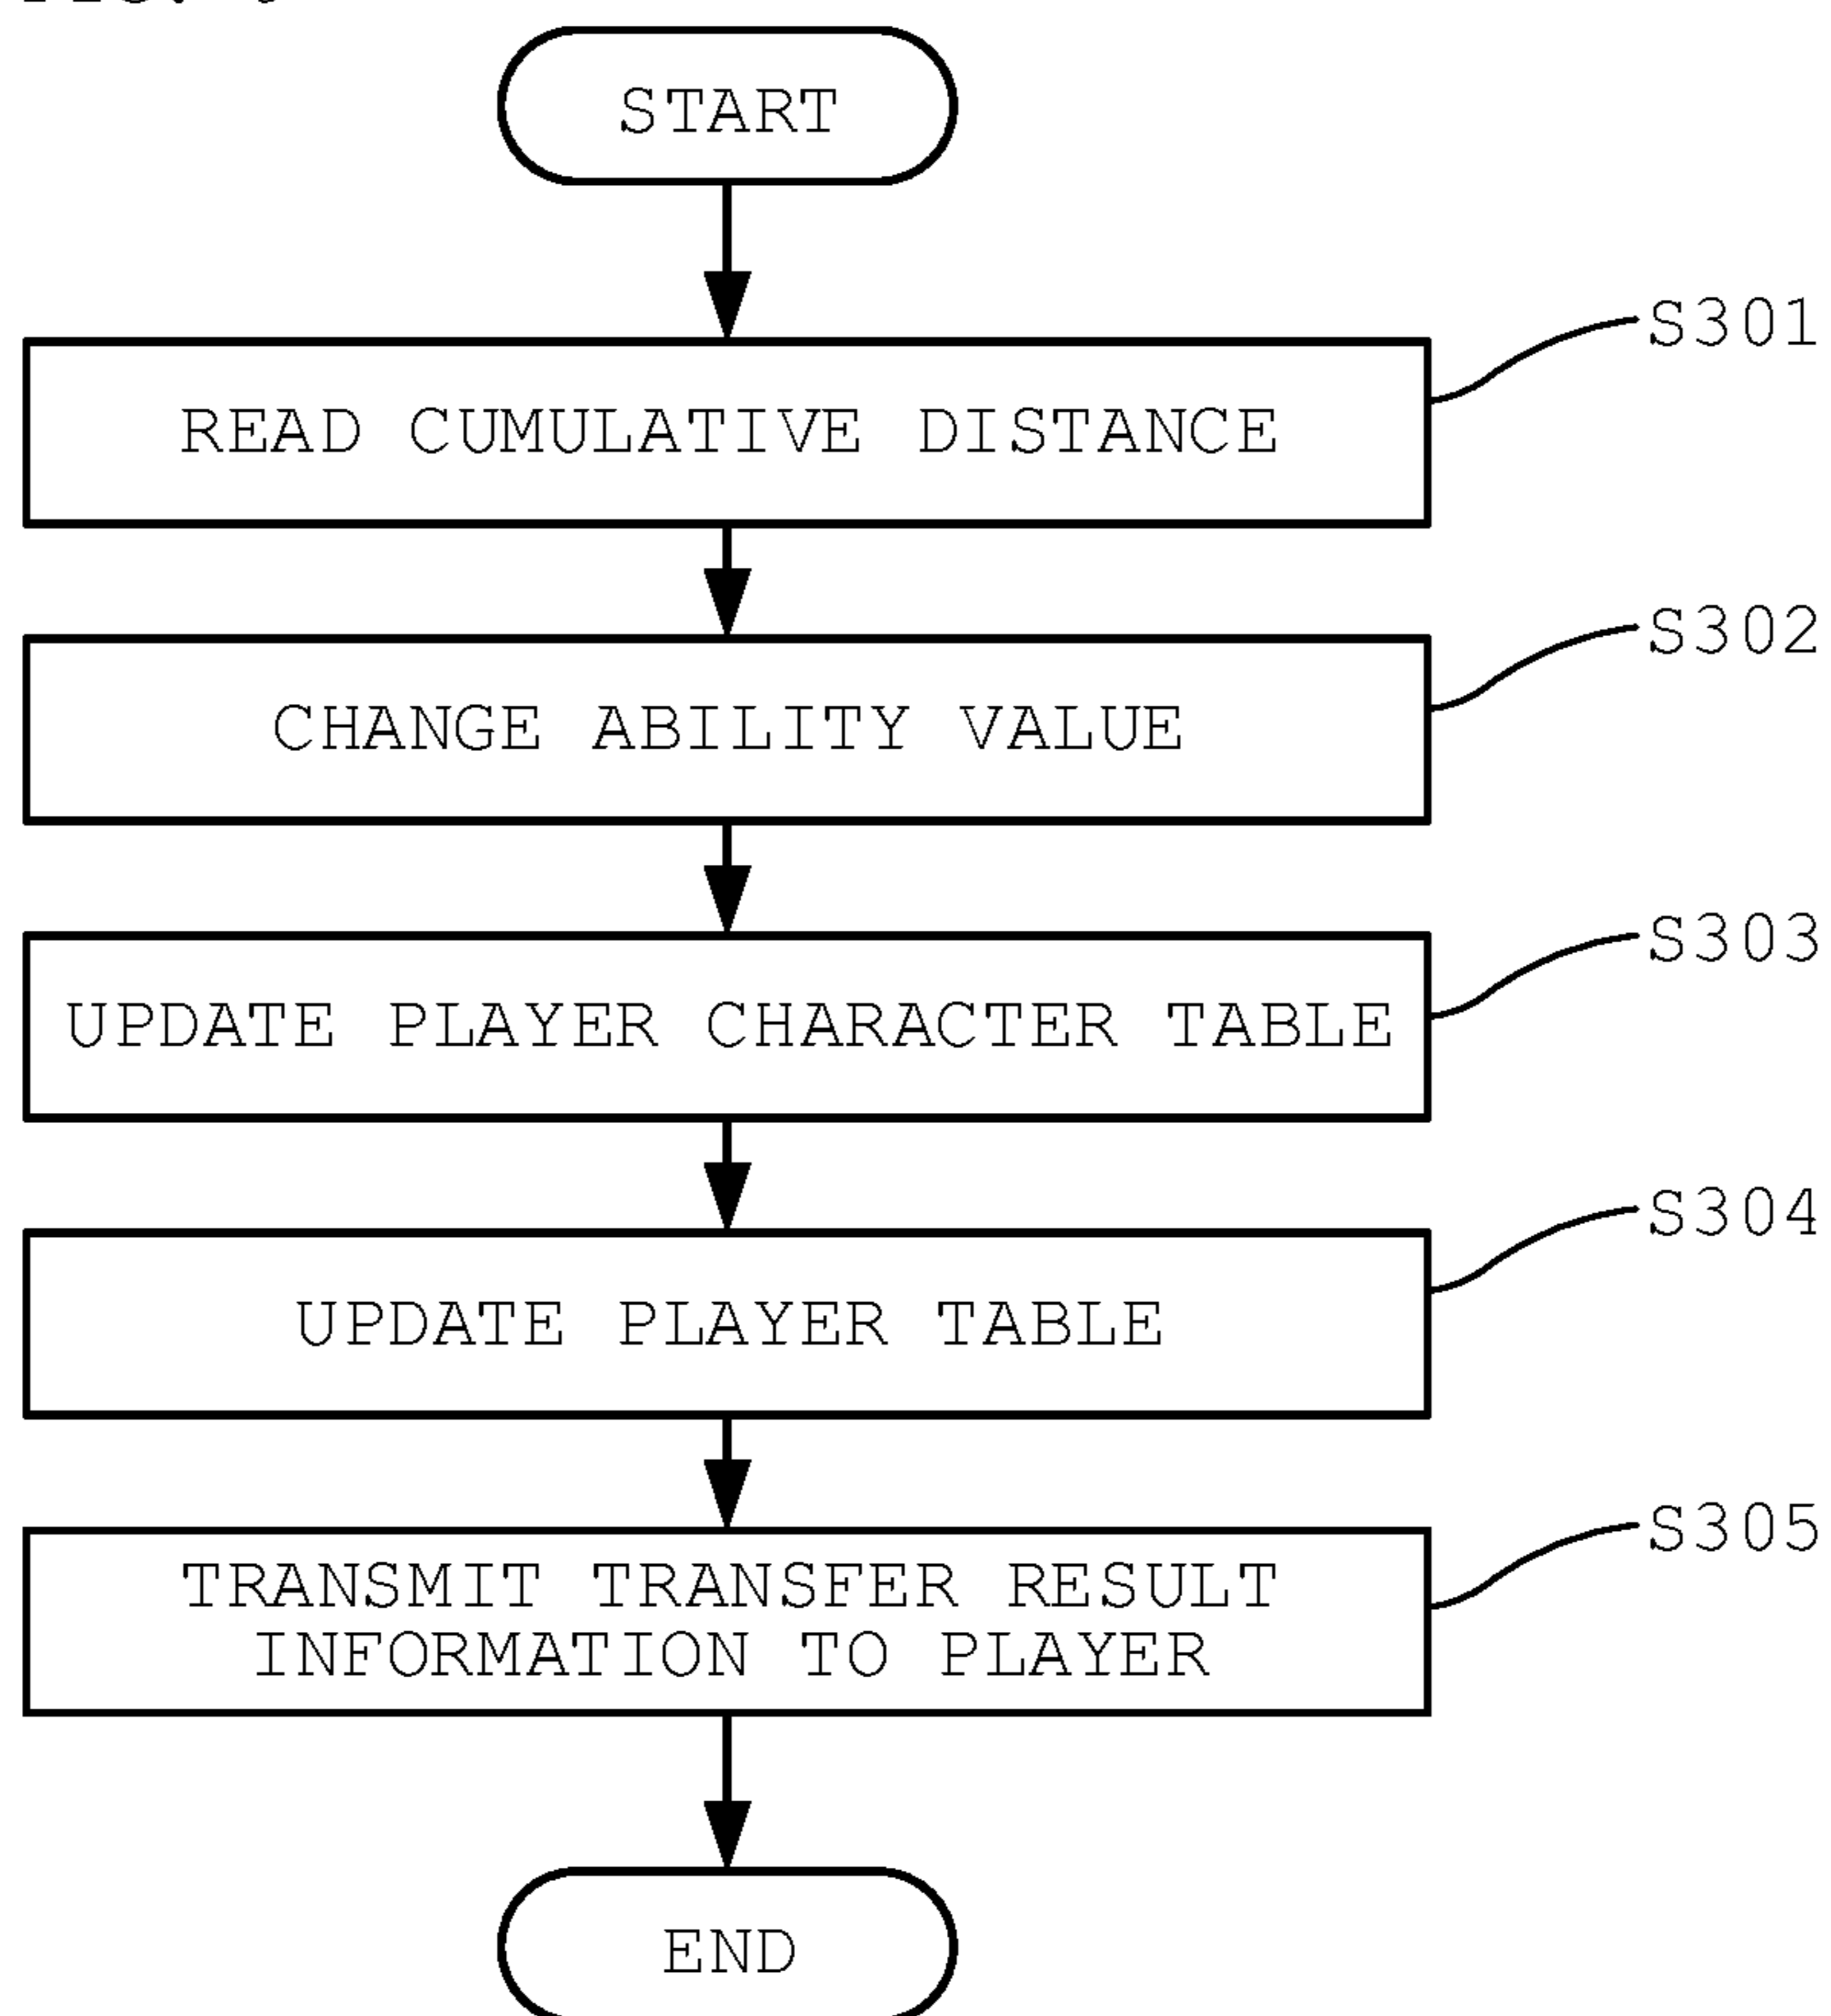 START
S301
READ CUMULATIVE DISTANCE
S302
CHANGE ABILITY VALUE
S303
UPDATE PLAYER CHARACTER TABLE
S304
UPDATE PLAYER TABLE
S305
TRANSMIT TRANSFER RESULT
INFORMATION TO PLAYER
END